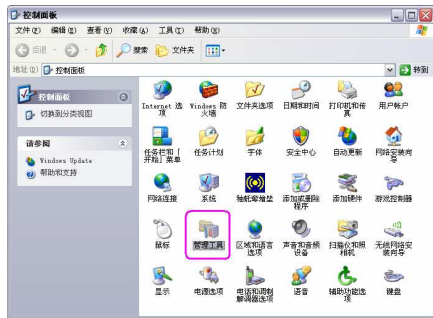 控制面板
文件(F) 编辑(E) 查看(V) 收藏(A) 工具(T) 帮助(H)
后退 搜索 文件夹
地址(D) 控制面板 转到
控制面板
切换到分类视图
请参阅
Windows Update
帮助和支持
Internet 选项
Windows 防火墙
文件夹选项
日期和时间
打印机和传真
用户帐户
任务栏和「开始」菜单
任务计划
字体
安全中心
自动更新
网络安装向导
网络连接
系统
添加或删除程序
添加硬件
游戏控制器
鼠标
管理工具
区域和语言选项
声音和音频设备
扫描仪和照相机
无线网络安装向导
显示
电源选项
电话和调制解调器选项
语音
辅助功能选项
键盘